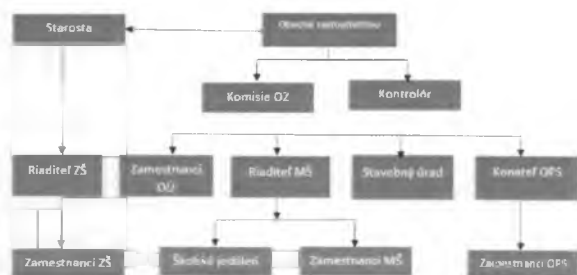 Starosta
Obecné zastupiteľstvo
Komisie OZ
Kontrolór
Riaditeľ ZŠ
Zamestnanci
OÚ
Riaditeľ MŠ
Stavebný úrad
Konateľ OPS
Zamestnanci ZŠ
Školská jedáleň
Zamestnanci MŠ
Zamestnanci OPS